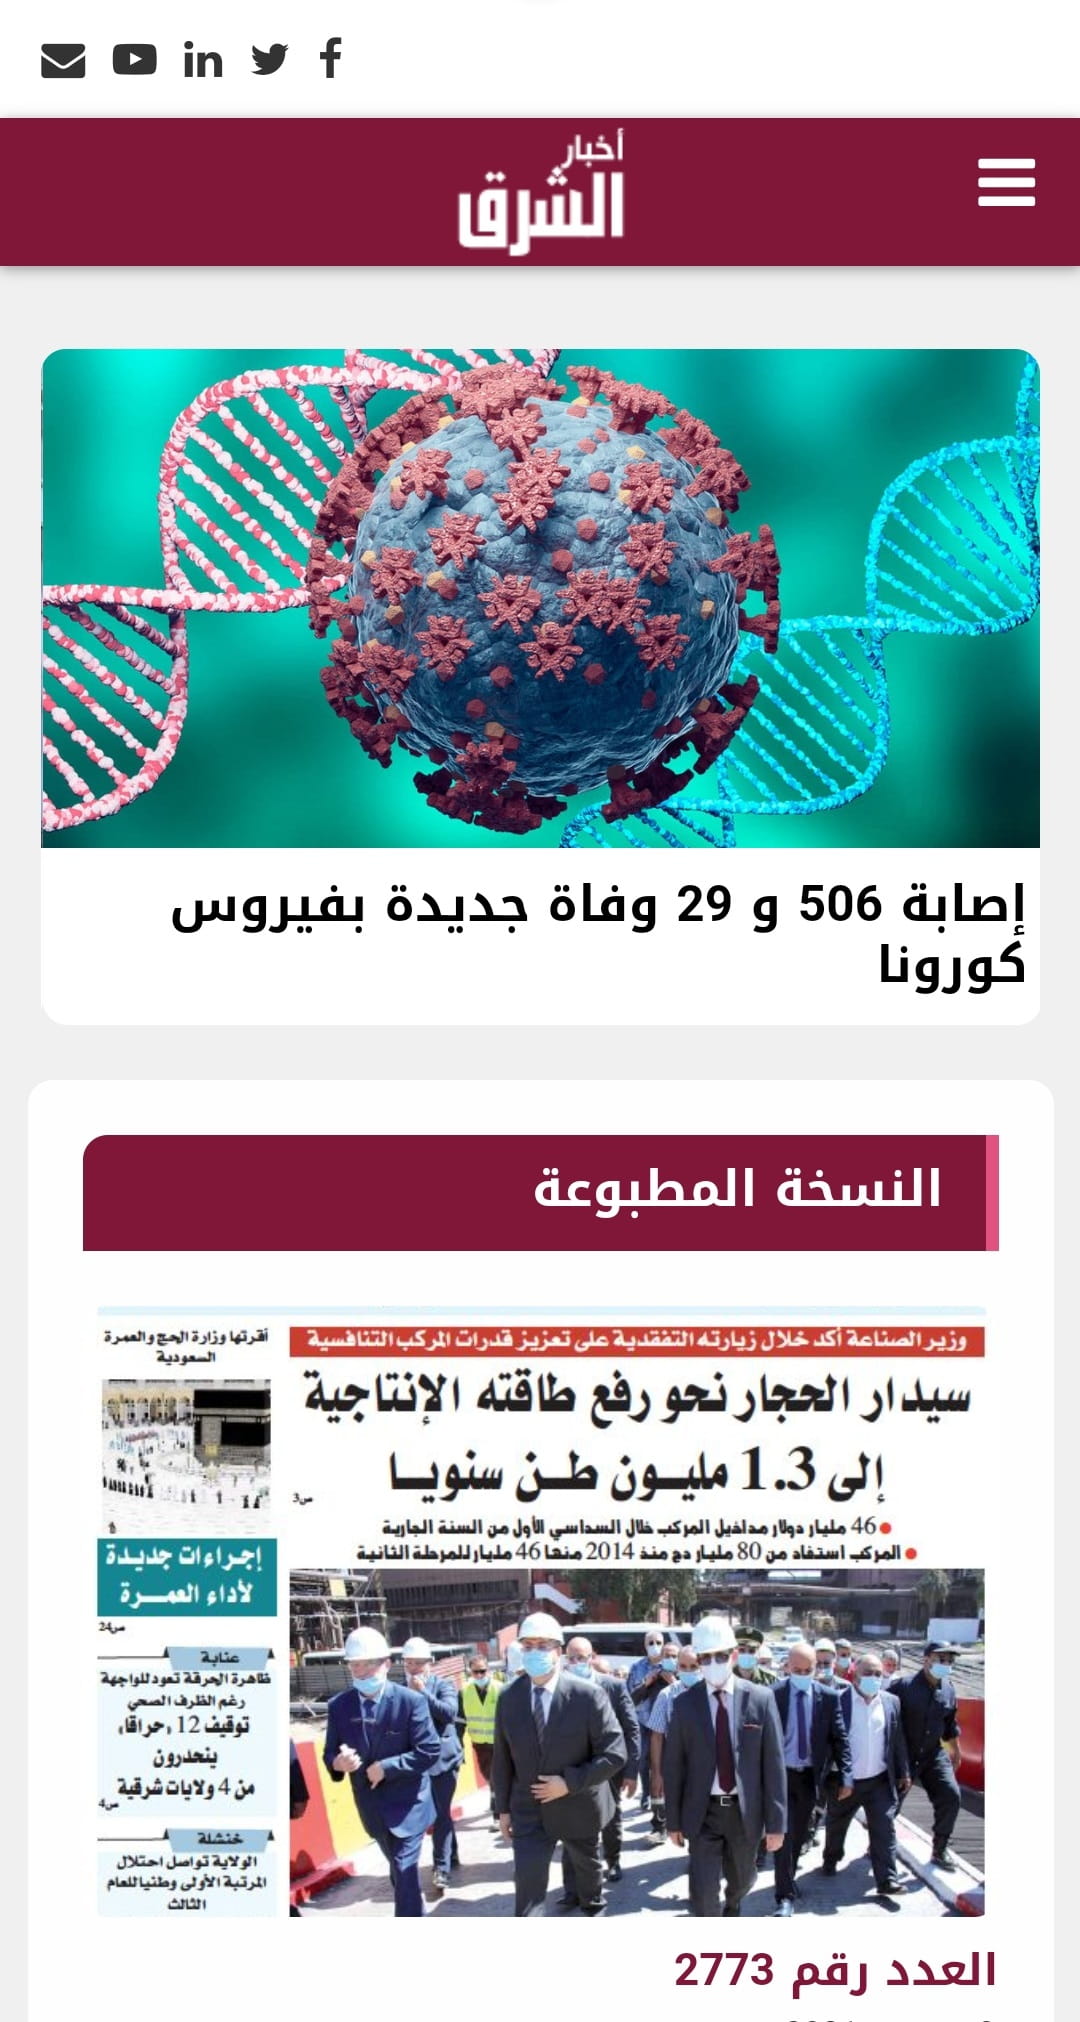 أخبار
الشرق
إصابة 506 و 29 وفاة جديدة بفيروس
كورونا
النسخة المطبوعة
وزير الصناعة أكد خلال زيارته التفقدية على تعزيز قدرات المركب التنافسية
سيدار الحجار نحو رفع طاقته الإنتاجية
إلى 1.3 مليون طن سنويا
ص3
46 مليار دولار مداخيل المركب خلال السداسي الأول من السنة الجارية
المركب استفاد من 80 مليار دج منذ 2014 منها 46 مليار للمرحلة الثانية
أقرتها وزارة الحج والعمرة
السعودية
إجراءات جديدة
لأداء العمرة
ص24
عنابة
ظاهرة الحرقة تعود للواجهة
رغم الظرف الصحي
توقيف 12 «حراقا»
ينحدرون
من 4 ولايات شرقية
ص4
خنشلة
الولاية تواصل احتلال
المرتبة الأولى وطنيا للعام
الثالث
العدد رقم 2773